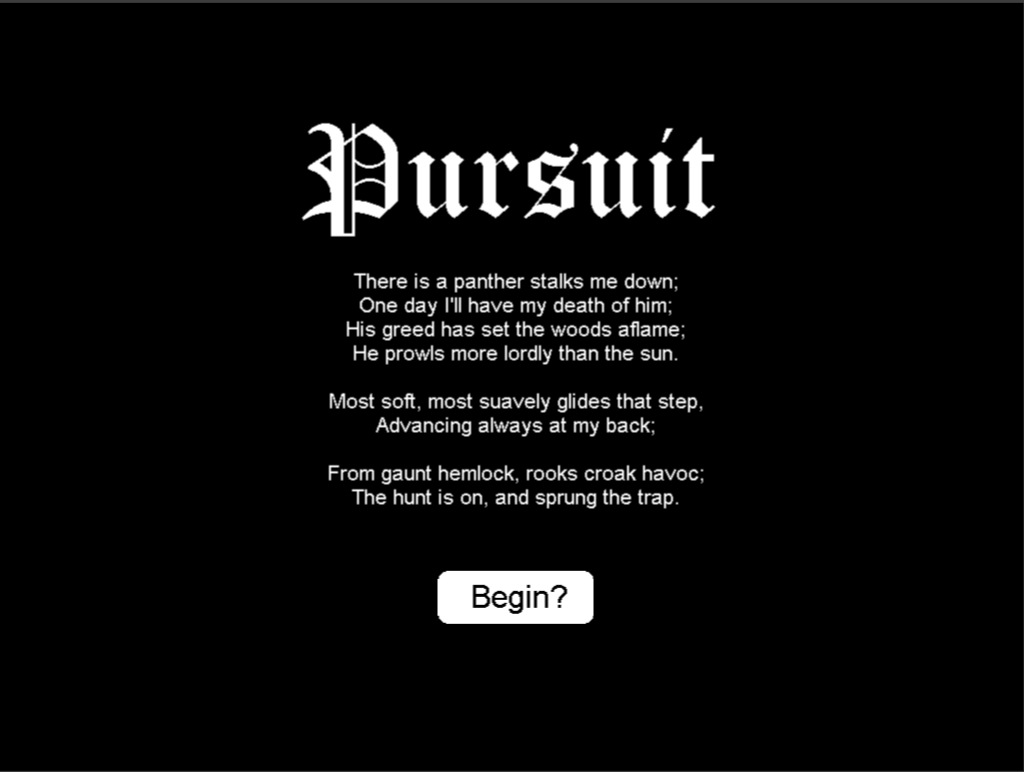 Pursuit
There is a panther stalks me down;
One day I'll have my death of him;
His greed has set the woods aflame;
He prowls more lordly than the sun.
Most soft, most suavely glides that step,
Advancing always at my back;
From gaunt hemlock, rooks croak havoc;
The hunt is on, and sprung the trap.
Begin?